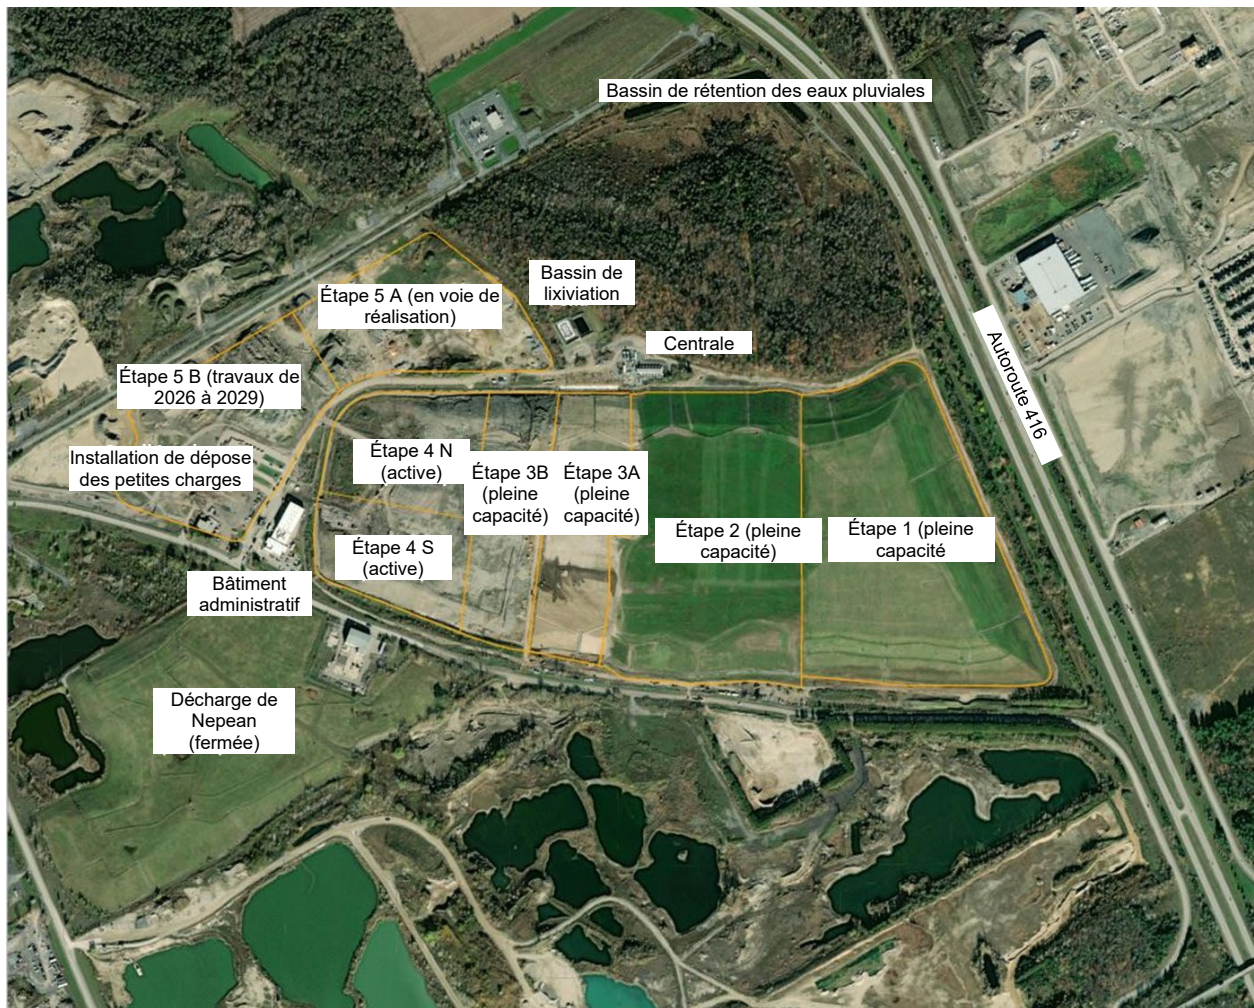 Bassin de rétention des eaux pluviales
Bassin de
lixiviation
Étape 5 A (en voie de
réalisation)
Centrale
Autoroute 416
Étape 5 B (travaux de
2026 à 2029)
Installation de dépose
des petites charges
Étape 4 N
(active)
Étape 3B
(pleine
capacité)
Étape 3A
(pleine
capacité)
Étape 2 (pleine
capacité)
Étape 1 (pleine
capacité
Étape 4 S
(active)
Bâtiment
administratif
Décharge de
Nepean
(fermée)